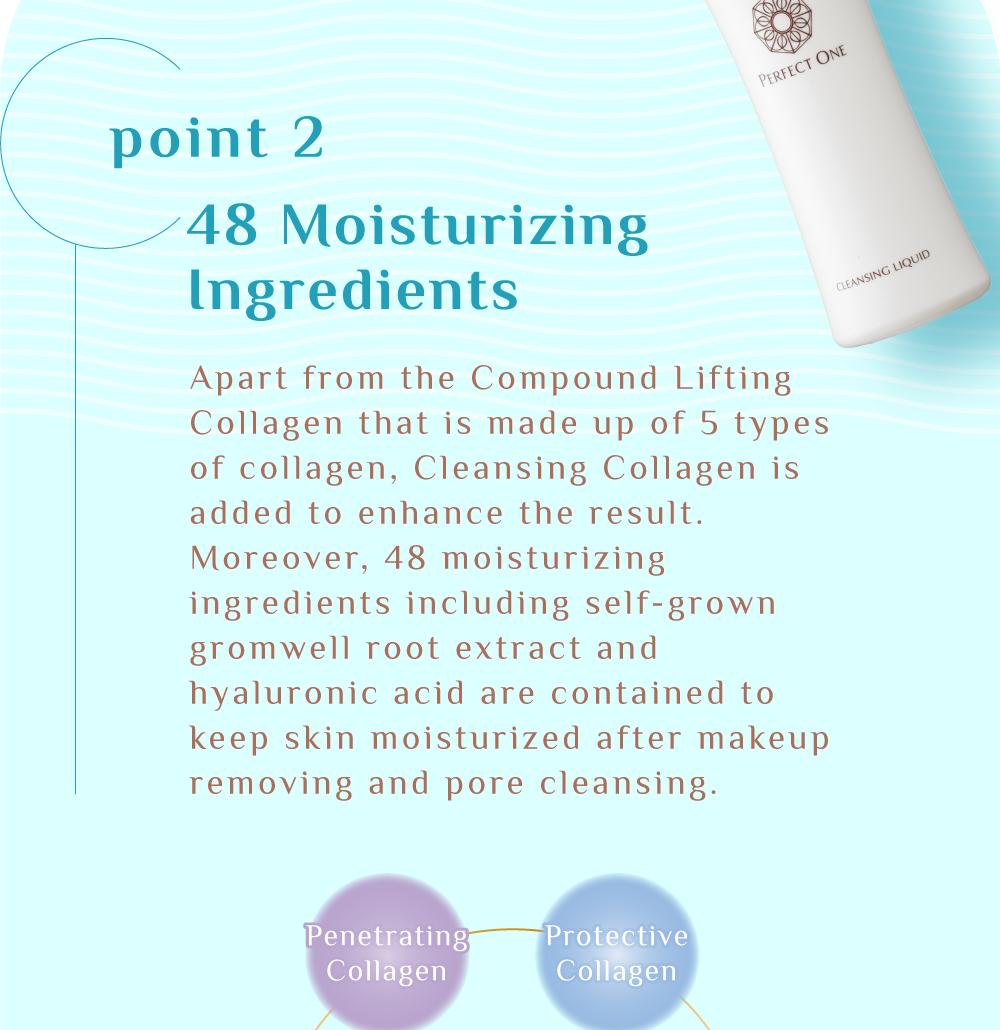 PERFECT ONE
CLEANSING LIQUID
point 2
48 Moisturizing
Ingredients
Apart from the Compound Lifting
Collagen that is made up of 5 types
of collagen, Cleansing Collagen is
added to enhance the result.
Moreover, 48 moisturizing
ingredients including self-grown
gromwell root extract and
hyaluronic acid are contained to
keep skin moisturized after makeup
removing and pore cleansing.
Penetrating
Collagen
Protective
Collagen